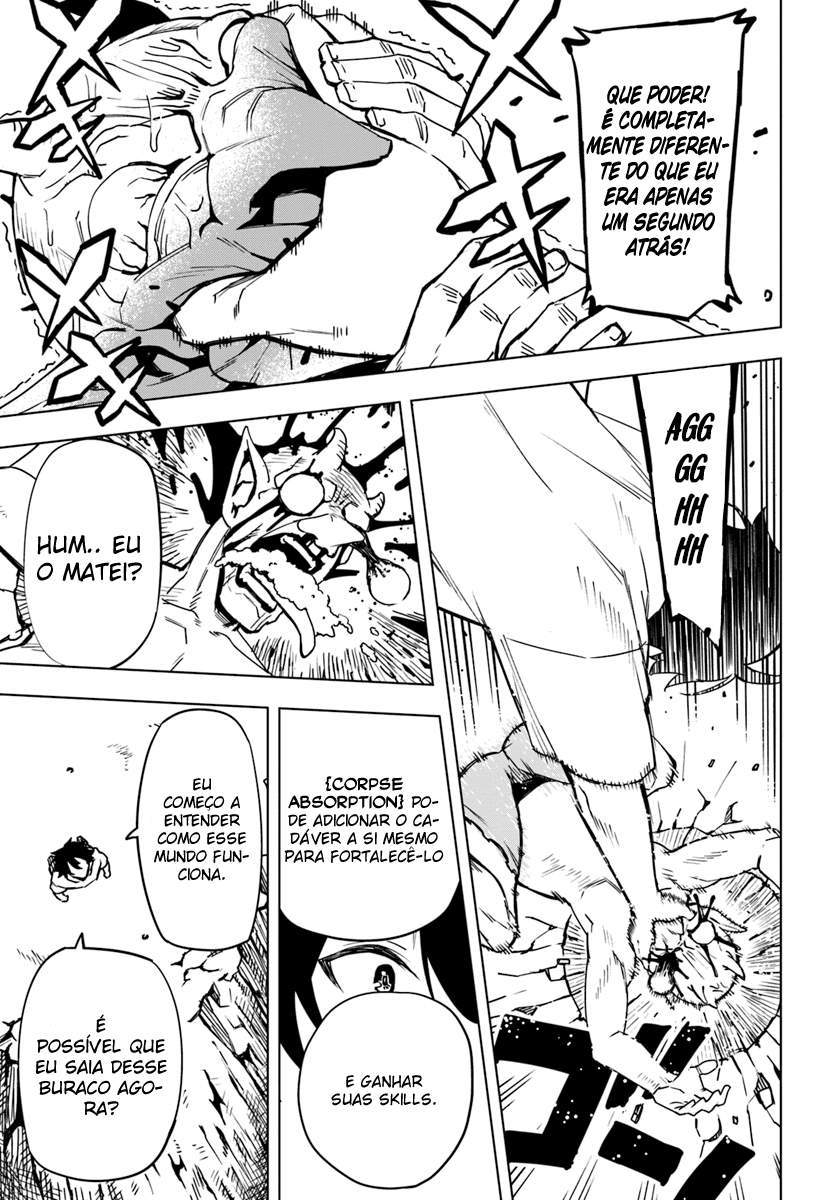 QUE PODER!
É COMPLETA-
MENTE DIFEREN-
TE DO QUE EU
ERA APENAS
UM SEGUNDO
ATRÁS!
AGG
GG
HH
HH
HUM.. EU
O MATEI?
{CORPSE
ABSORPTION} PO-
DE ADICIONAR O CA-
DÁVER A SI MESMO
PARA FORTALECÊ-LO
E GANHAR
SUAS SKILLS.
EU
COMEÇO A
ENTENDER
COMO ESSE
MUNDO FUN-
CIONA.
É
POSSÍVEL QUE
EU SAIA DESSE
BURACO AGO-
RA?